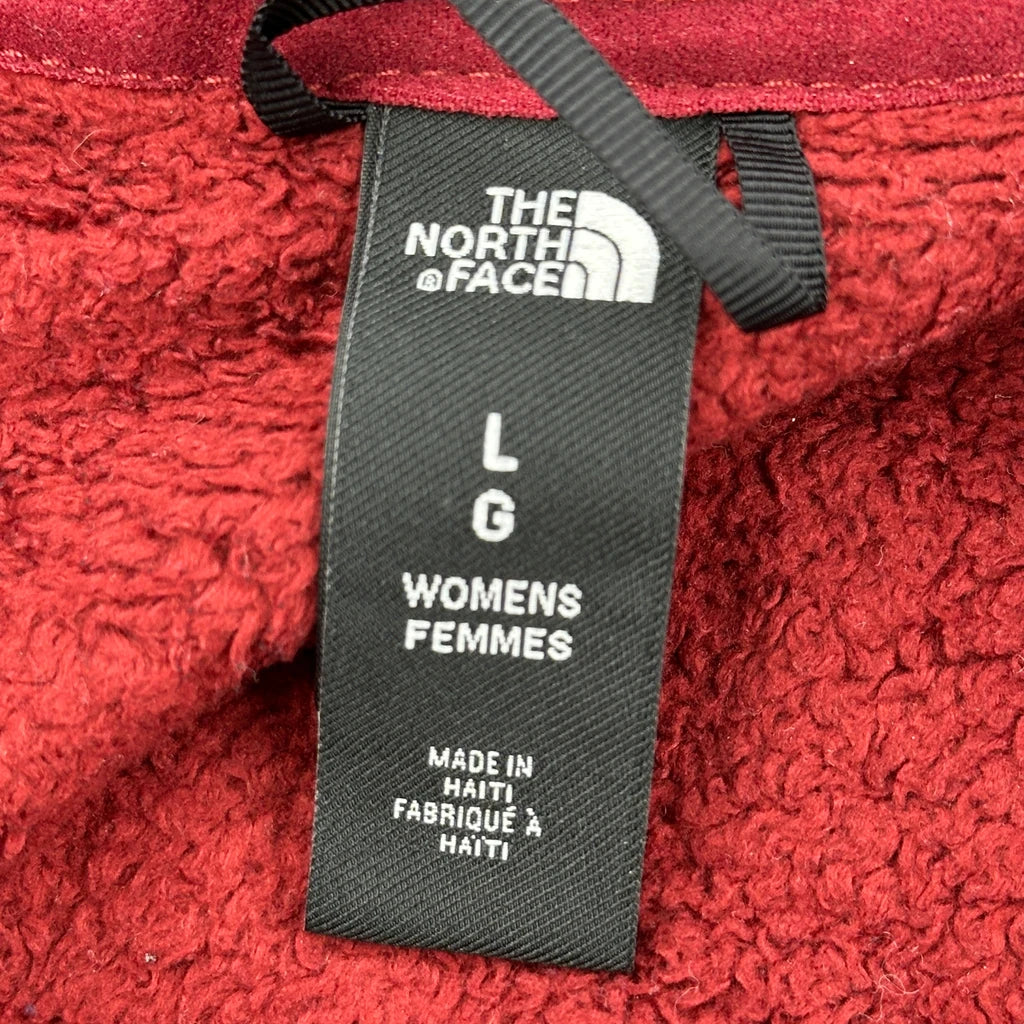 THE
NORTH
® FACE
L
G
WOMENS
FEMMES
MADE IN
HAITI
FABRIQUÉ À
HAÏTI